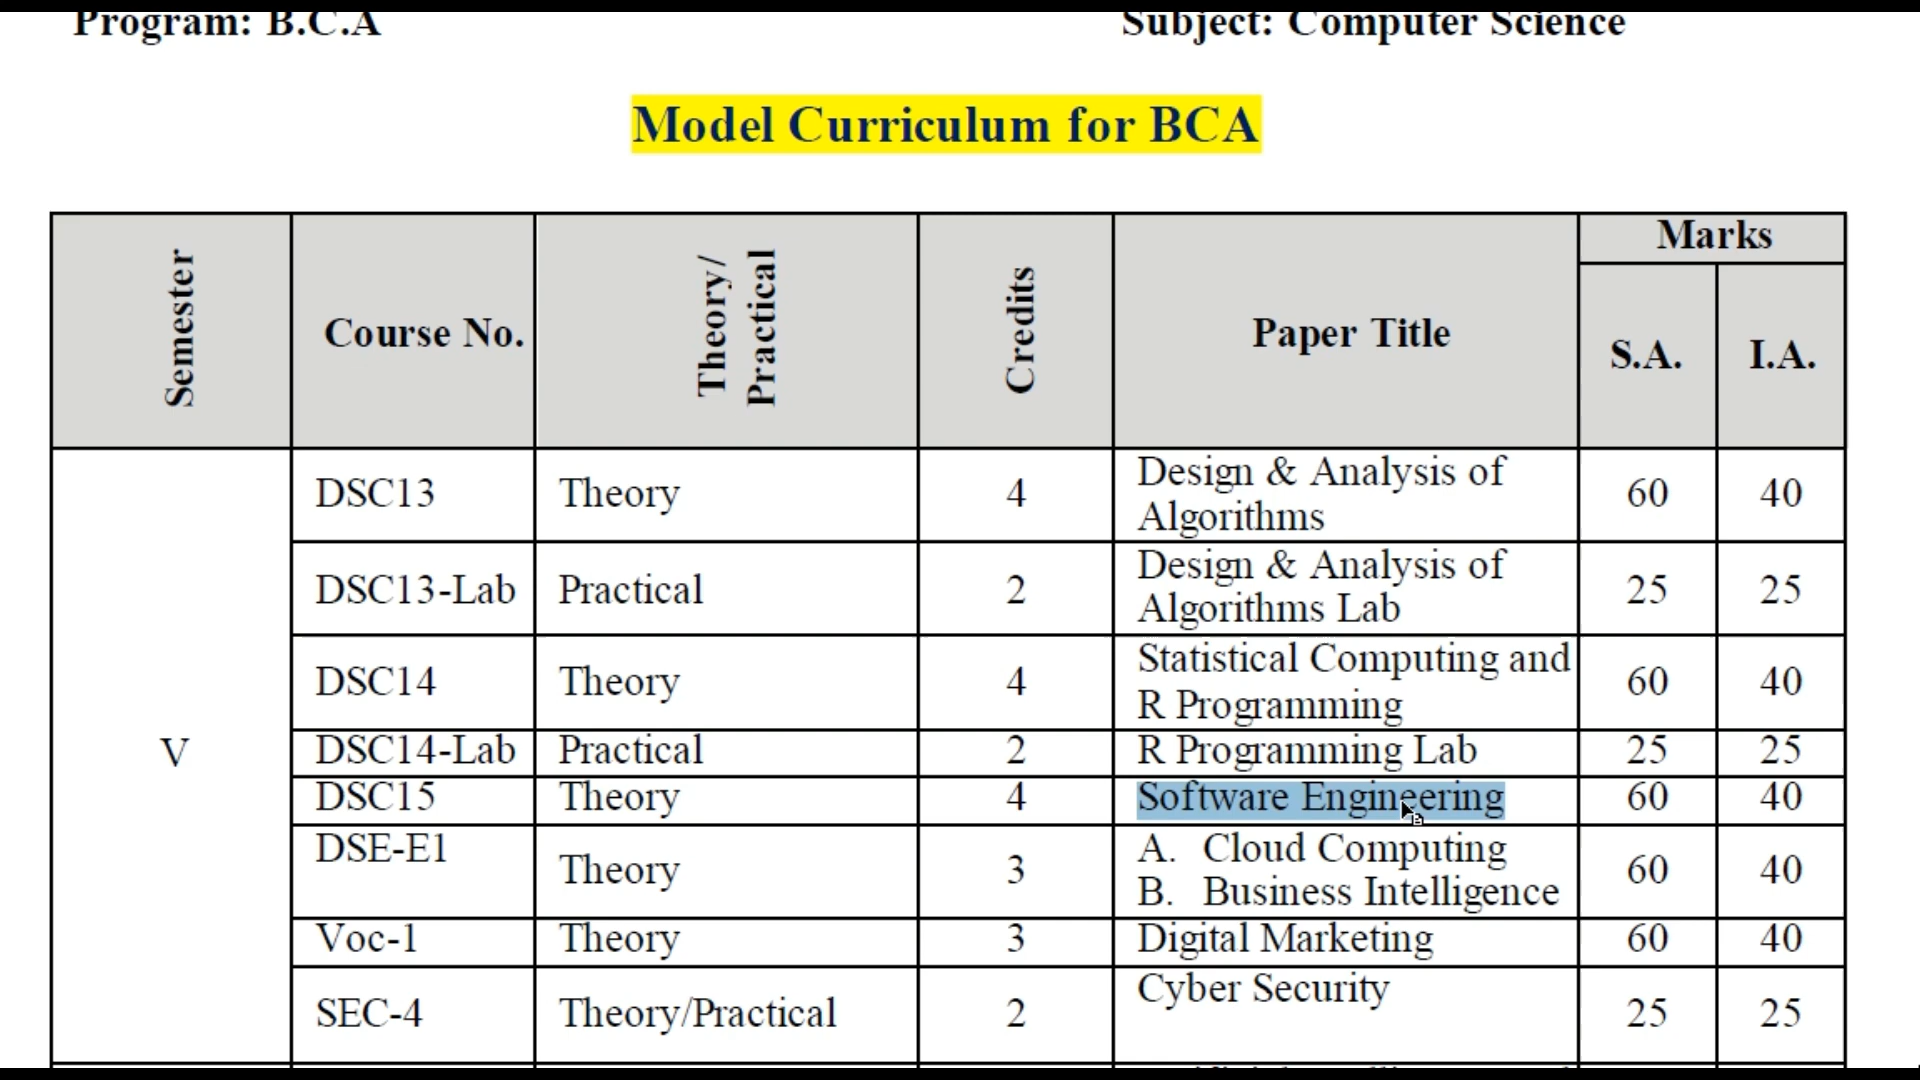 Program: B.C.A    Subject: Computer Science
Model Curriculum for BCA
Semester    Course No.    Theory/ Practical    Credits    Paper Title    Marks
S.A.    I.A.
V
DSC13    Theory    4    Design & Analysis of Algorithms    60    40
DSC13-Lab    Practical    2    Design & Analysis of Algorithms Lab    25    25
DSC14    Theory    4    Statistical Computing and R Programming    60    40
DSC14-Lab    Practical    2    R Programming Lab    25    25
DSC15    Theory    4    Software Engineering    60    40
DSE-E1    Theory    3    A. Cloud Computing B. Business Intelligence    60    40
Voc-1    Theory    3    Digital Marketing    60    40
SEC-4    Theory/Practical    2    Cyber Security    25    25